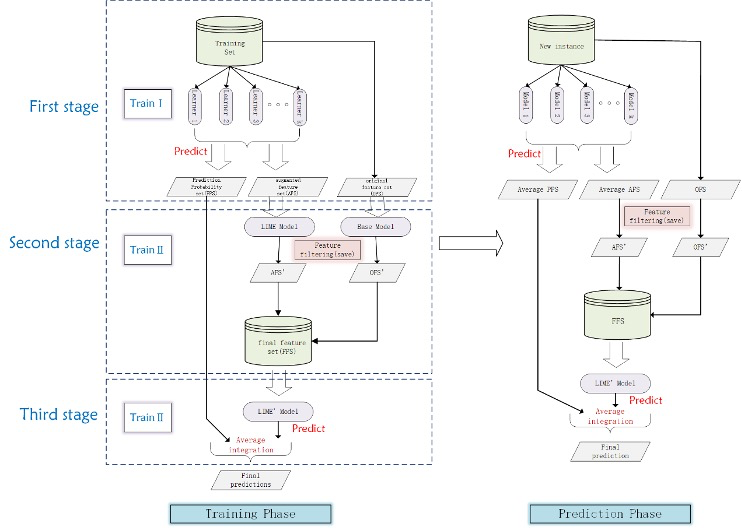 Training
Set
New instance
First stage
Train I
Learner 1
Learner 2
Learner 3
Learner k
Model 1
Model 2
Model 3
Predict
Predict
Prediction
Probability
set(PPS)
augmented
feature
set(AFS)
original
feature set
(OFS)
Average PPS
Average AFS
OFS
Second stage
Train II
LIME Model
Base Model
Feature
filtering(save)
Feature
filtering(save)
AFS'
OFS'
AFS'
OFS'
final feature
set(FFS)
FFS
Third stage
Train II
LIME' Model
LIME' Model
Predict
Predict
Average
integration
Average
integration
Final
predictions
Final
prediction
Training Phase
Prediction Phase